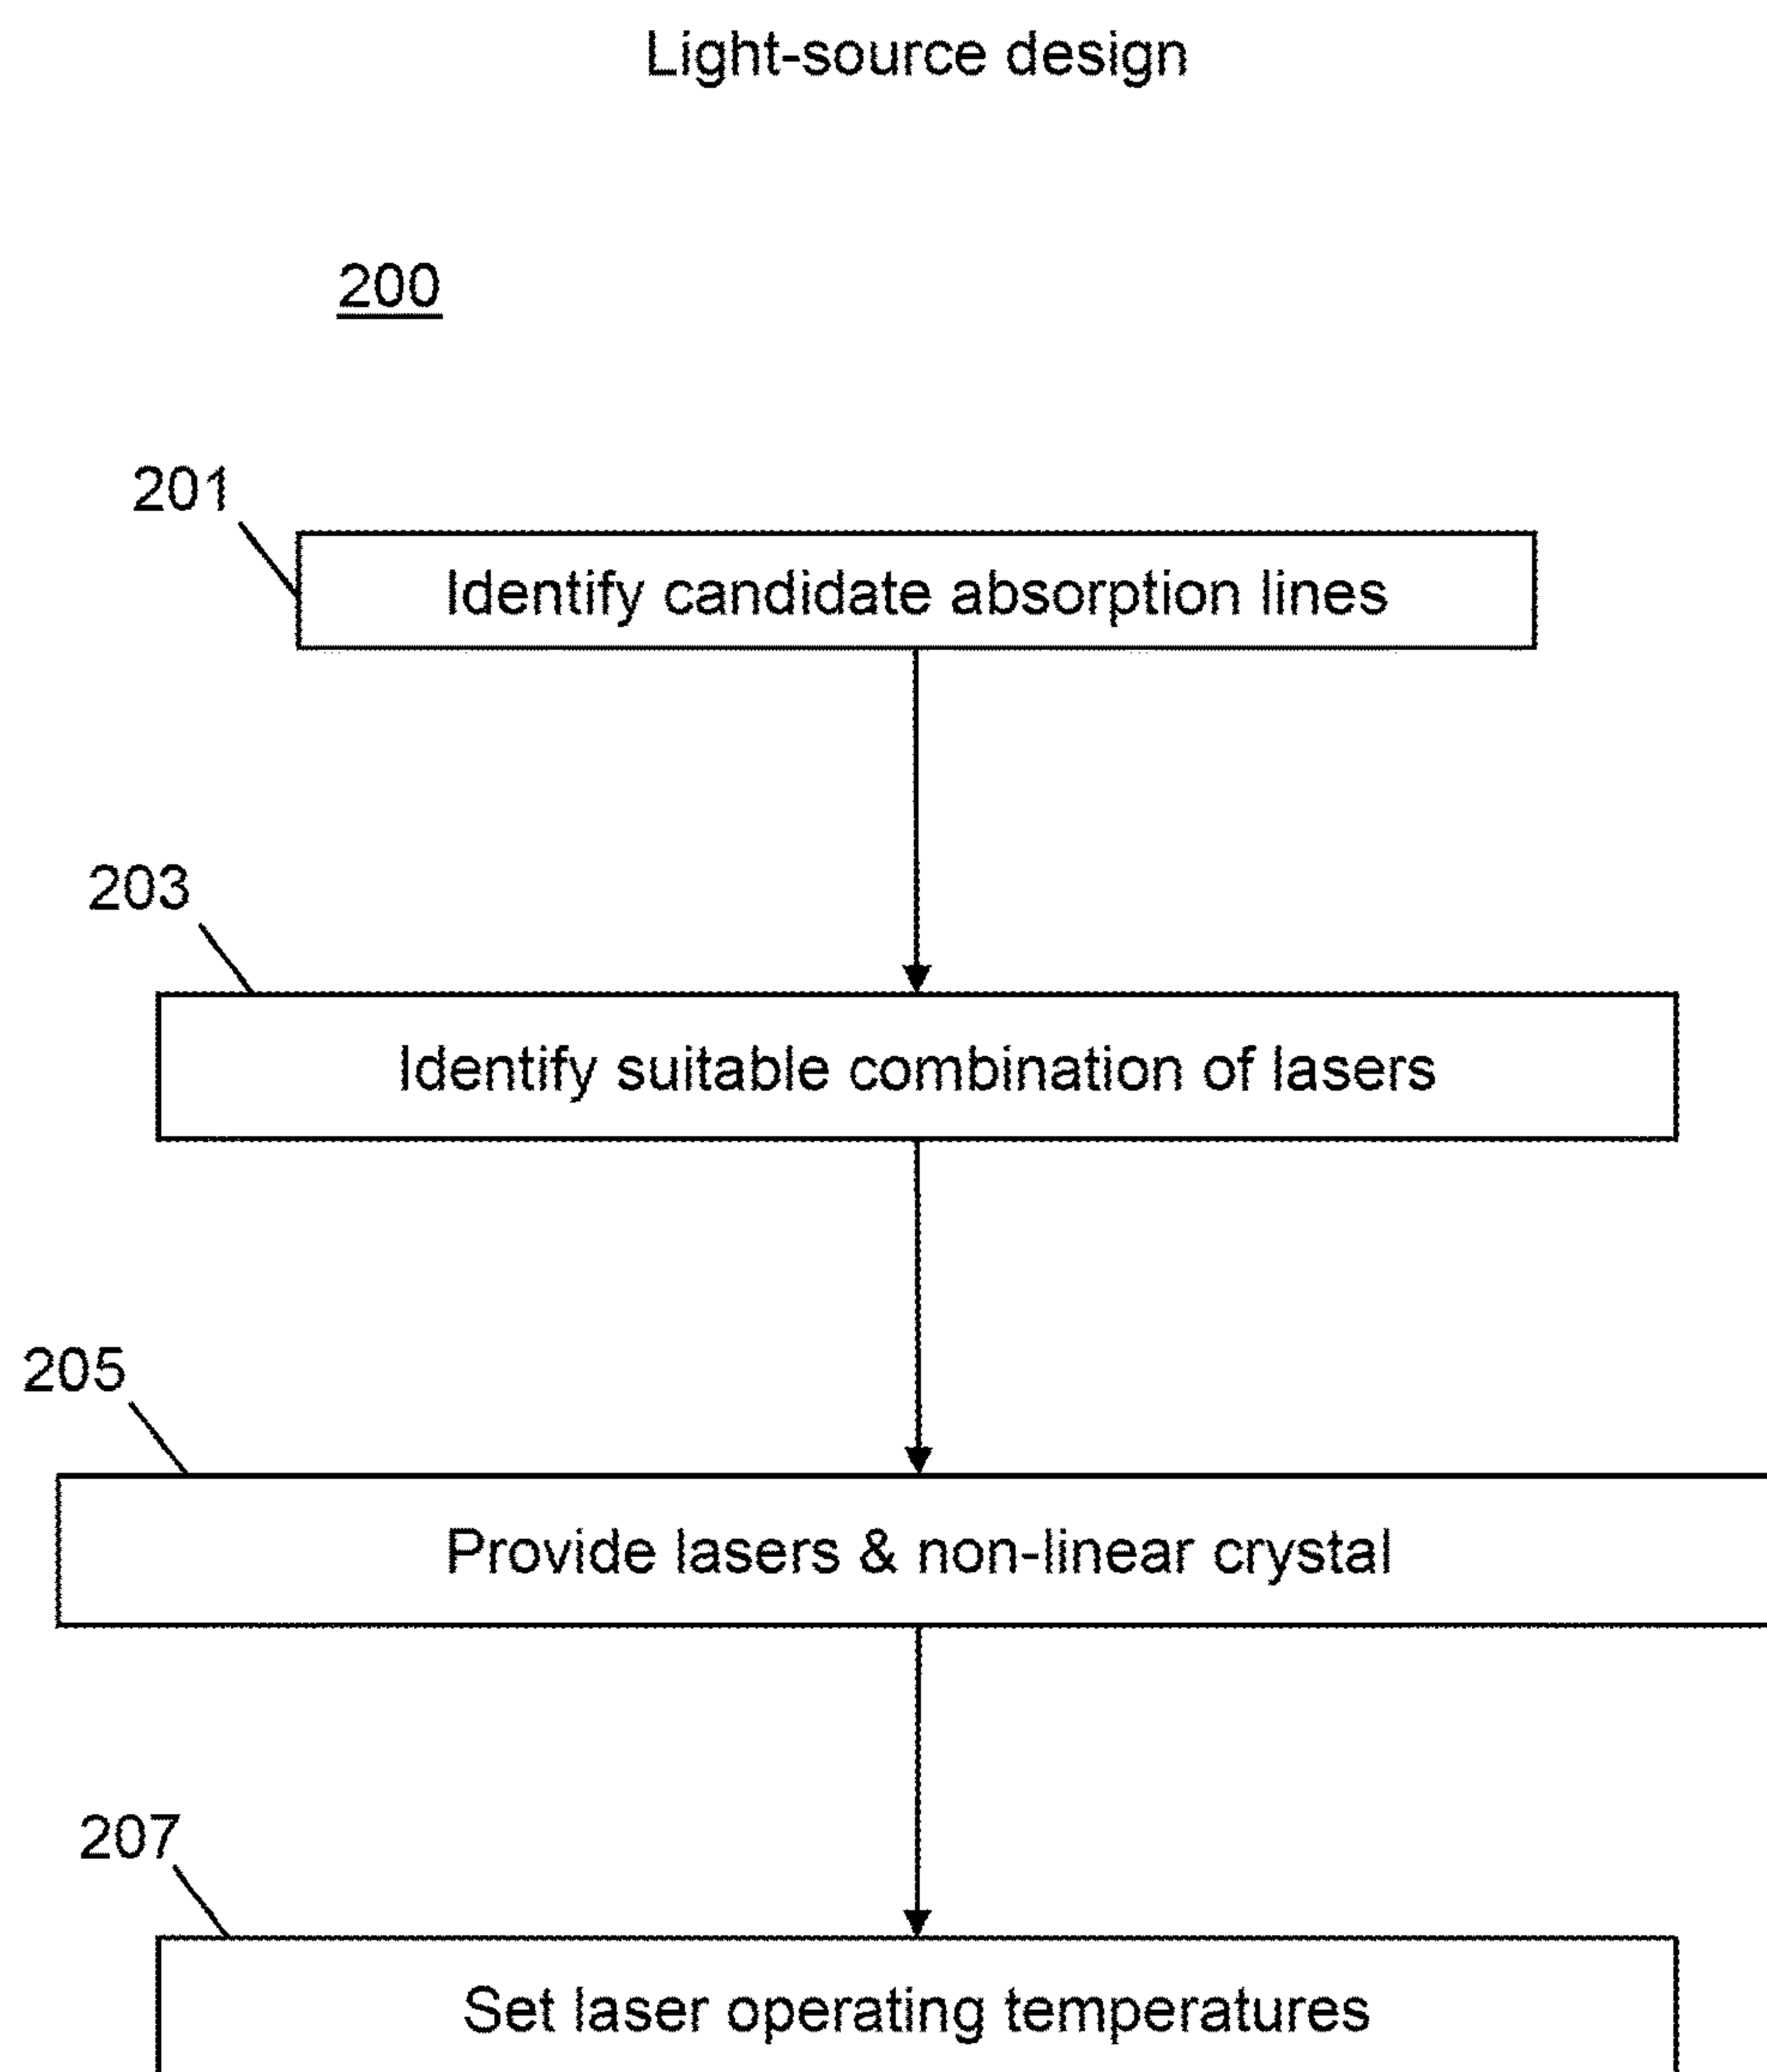 Light-source design
200
201
Identify candidate absorption lines
203
Identify suitable combination of lasers
205
Provide lasers & non-linear crystal
207
Set laser operating temperatures